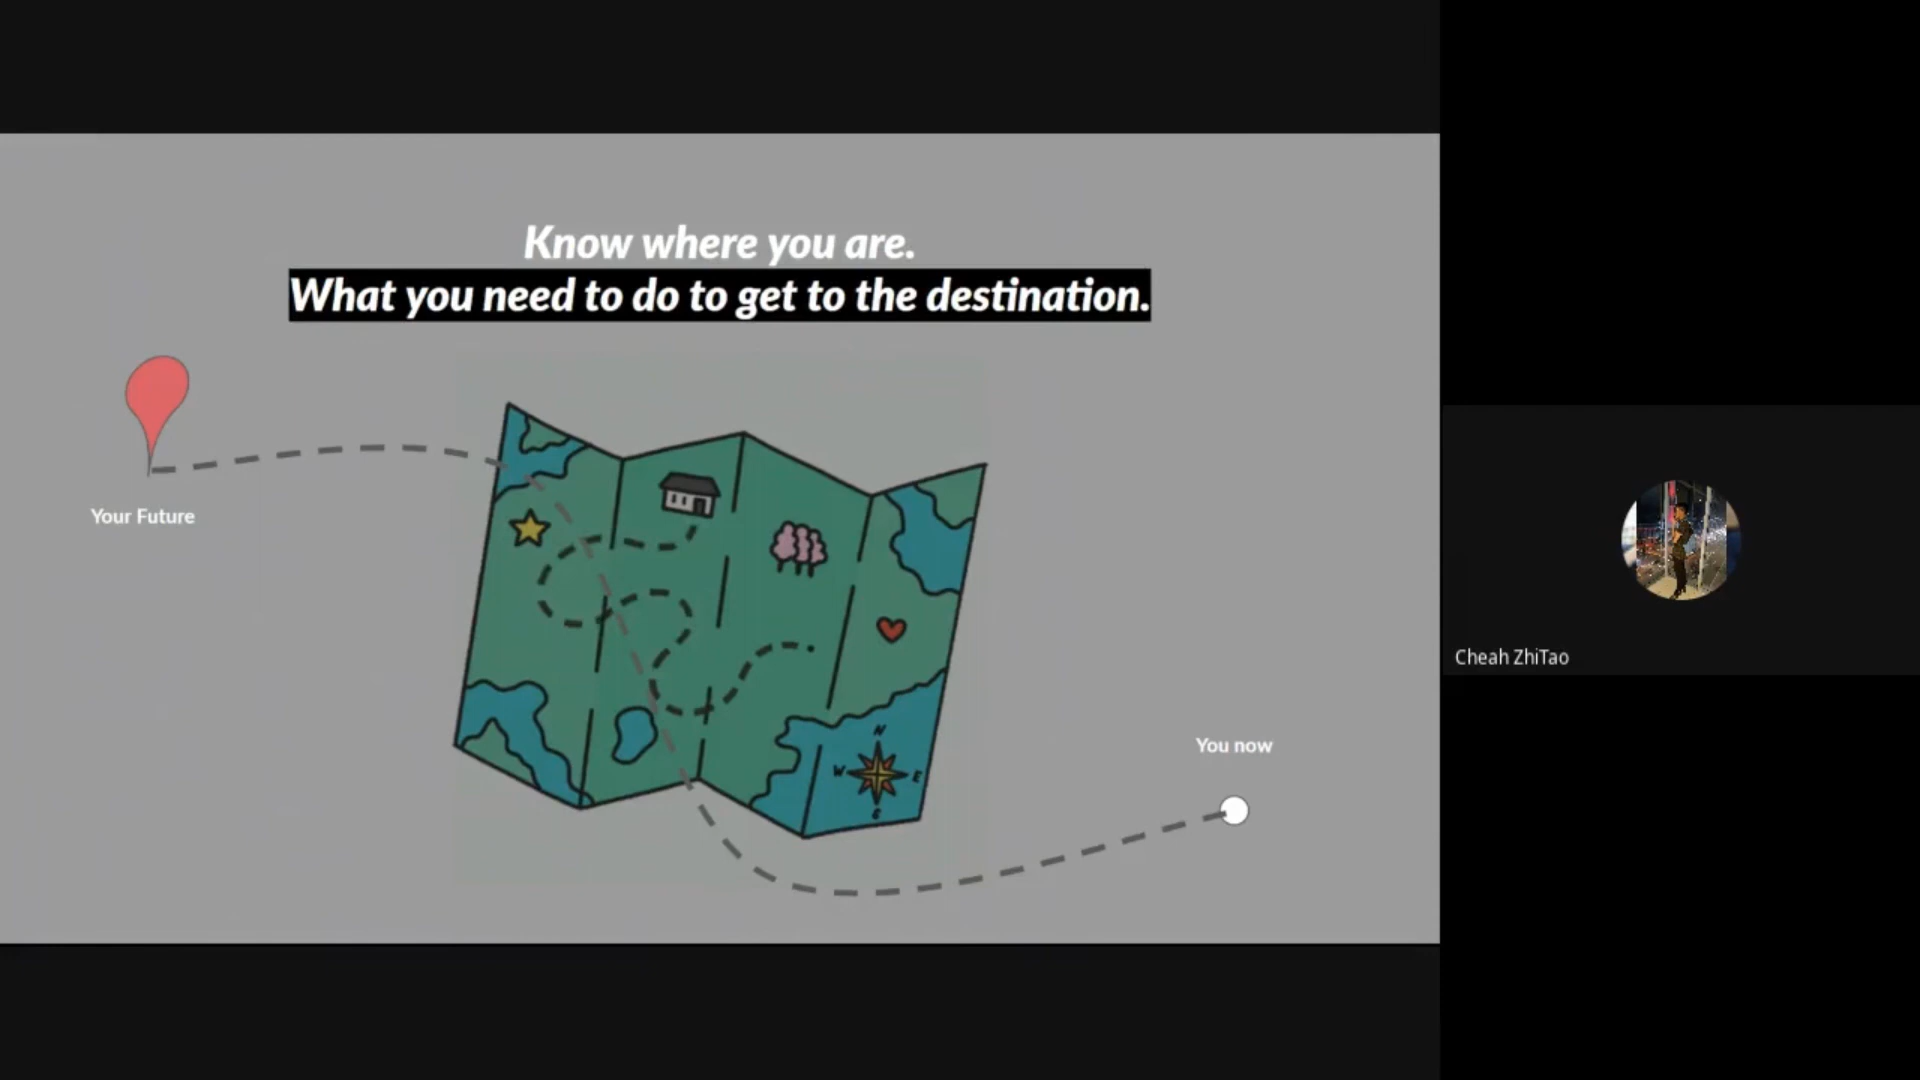 Know where you are.
What you need to do to get to the destination.
Your Future
N
W
E
You now
Cheah ZhiTao